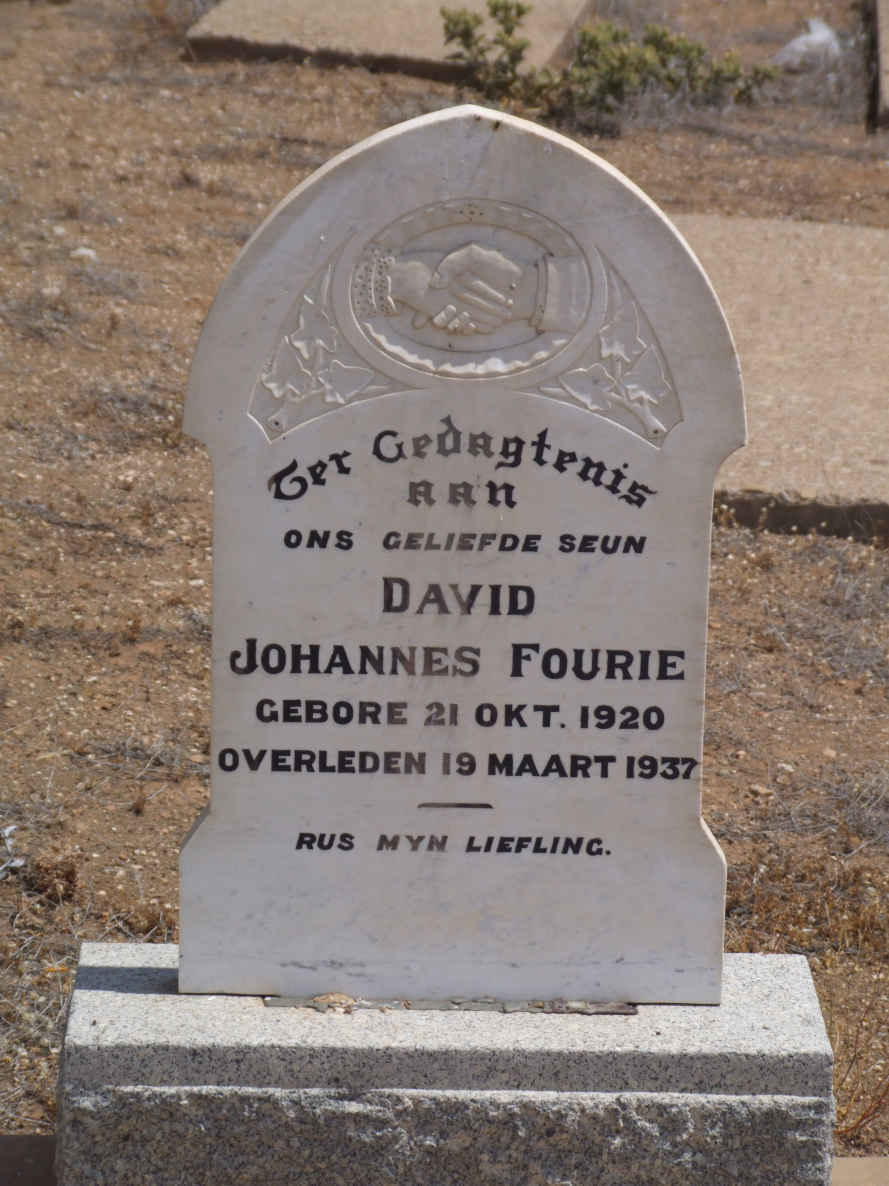 Ter Gedagtenis
aan
ONS GELIEFDE SEUN
DAVID
JOHANNES FOURIE
GEBORE 21 OKT. 1920
OVERLEDEN 19 MAART 1937
RUS MYN LIEFLING.